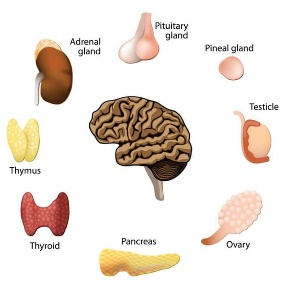 Pituitary
gland
Adrenal
gland
Pineal gland
Testicle
Thymus
Thyroid
Pancreas
Ovary